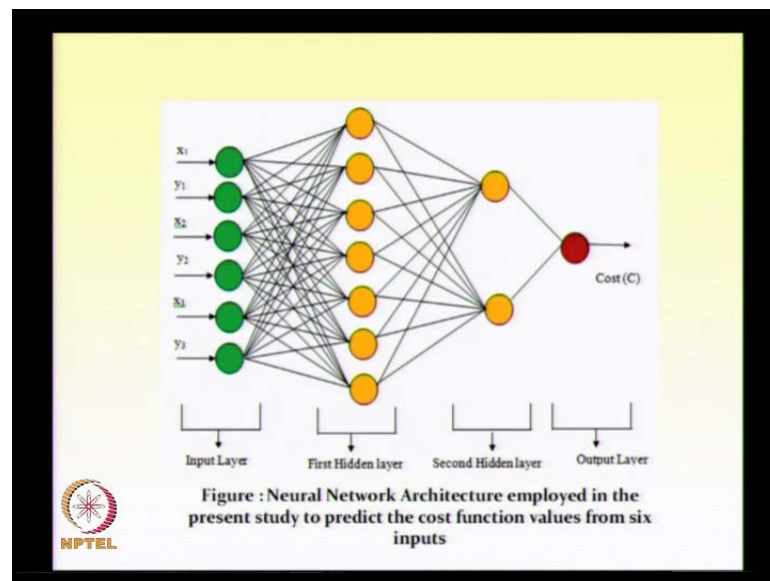 x₁
y₁
x₂
y₂
x₃
y₃
Cost (C)
Input Layer
First Hidden layer
Second Hidden layer
Output Layer
Figure : Neural Network Architecture employed in the
present study to predict the cost function values from six
inputs
NPTEL